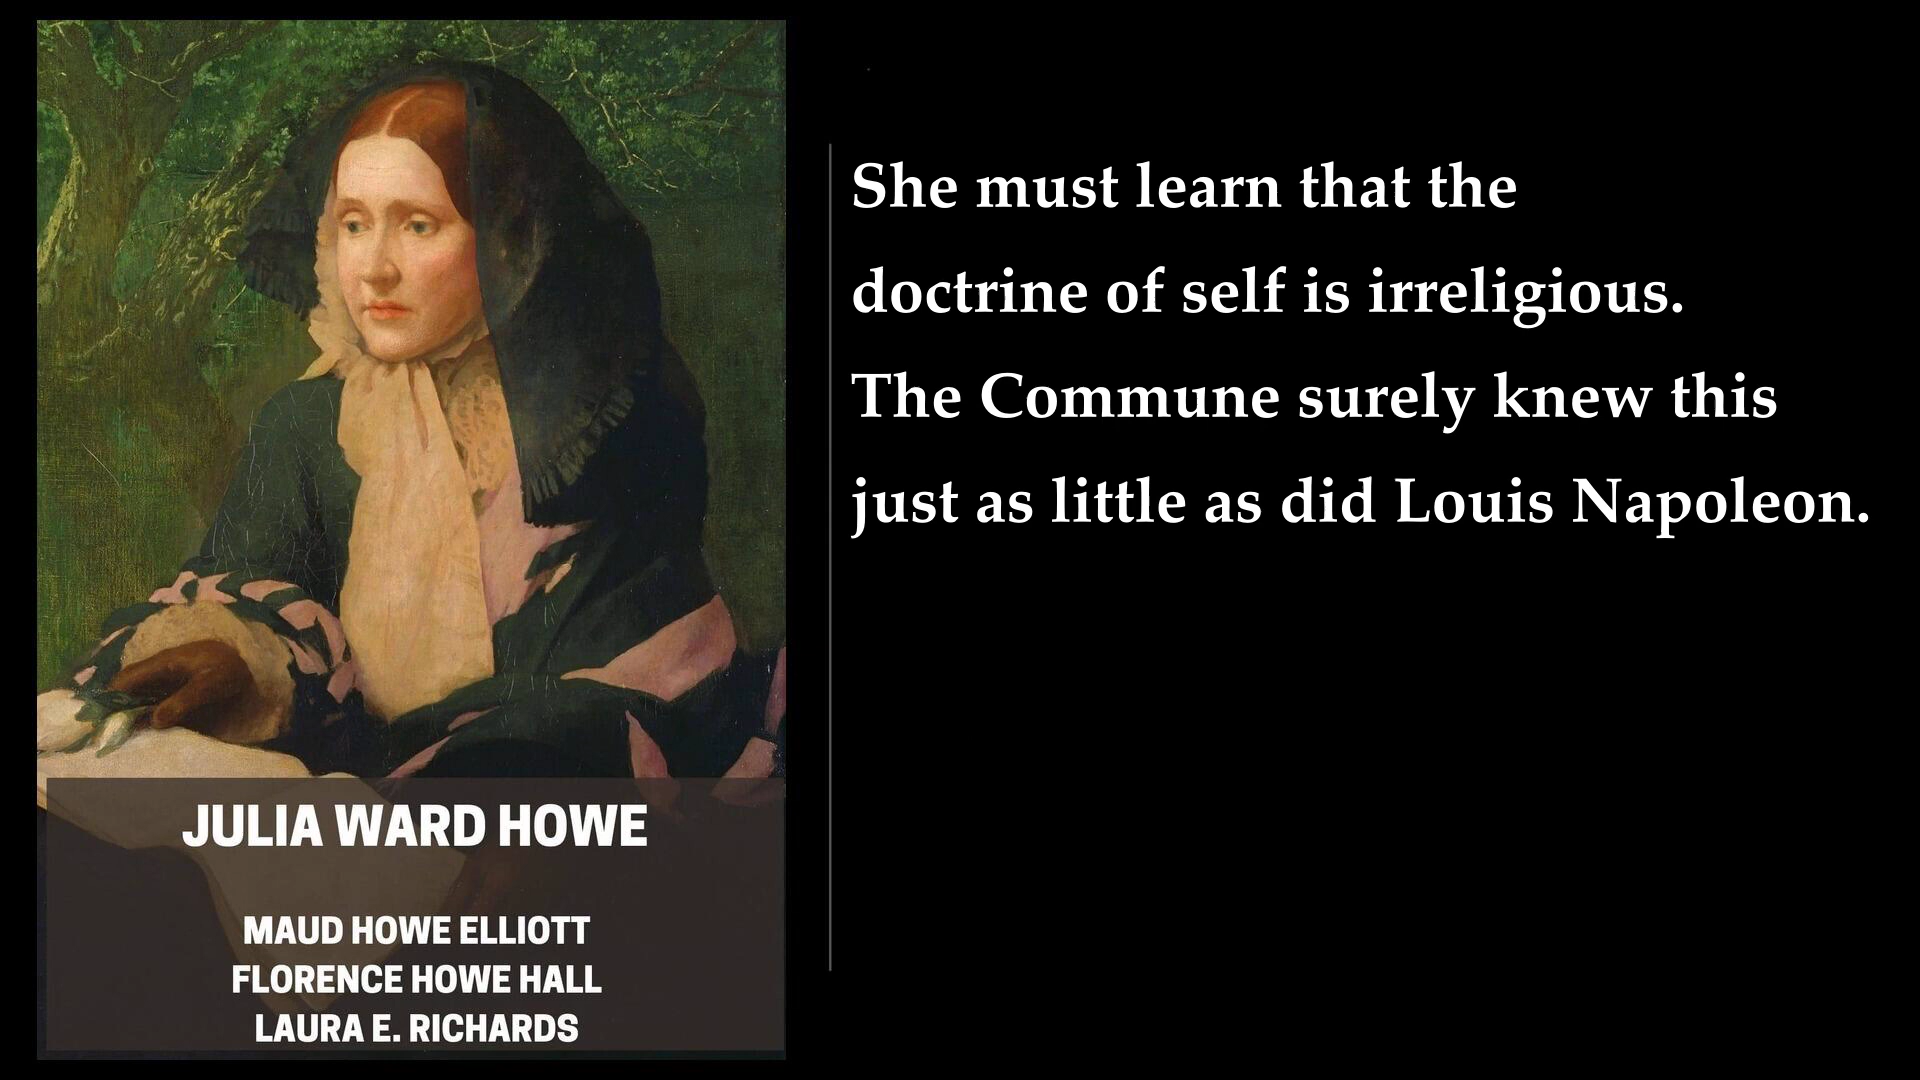 She must learn that the
doctrine of self is irreligious.
The Commune surely knew this
just as little as did Louis Napoleon.
JULIA WARD HOWE
MAUD HOWE ELLIOTT
FLORENCE HOWE HALL
LAURA E. RICHARDS